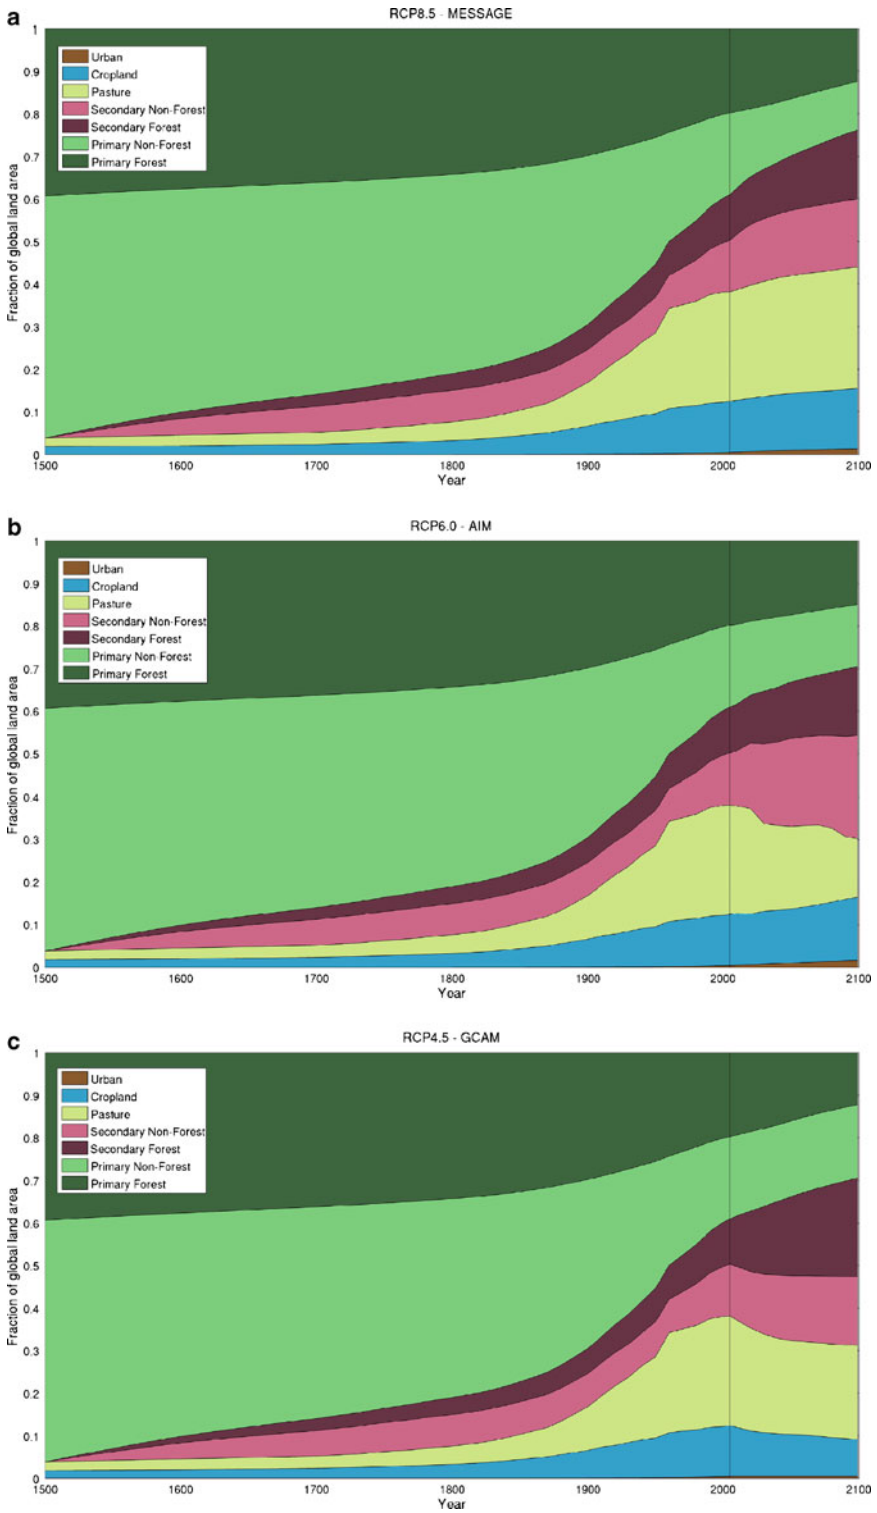 a
RCP8.5 - MESSAGE
1
0.9
0.8
0.7
0.6
0.5
0.4
0.3
0.2
0.1
0
Fraction of global land area
Urban
Cropland
Pasture
Secondary Non-Forest
Secondary Forest
Primary Non-Forest
Primary Forest
1500 1600 1700 1800 1900 2000 2100
Year
b
RCP6.0 - AIM
1
0.9
0.8
0.7
0.6
0.5
0.4
0.3
0.2
0.1
0
Fraction of global land area
Urban
Cropland
Pasture
Secondary Non-Forest
Secondary Forest
Primary Non-Forest
Primary Forest
1500 1600 1700 1800 1900 2000 2100
Year
c
RCP4.5 - GCAM
1
0.9
0.8
0.7
0.6
0.5
0.4
0.3
0.2
0.1
0
Fraction of global land area
Urban
Cropland
Pasture
Secondary Non-Forest
Secondary Forest
Primary Non-Forest
Primary Forest
1500 1600 1700 1800 1900 2000 2100
Year